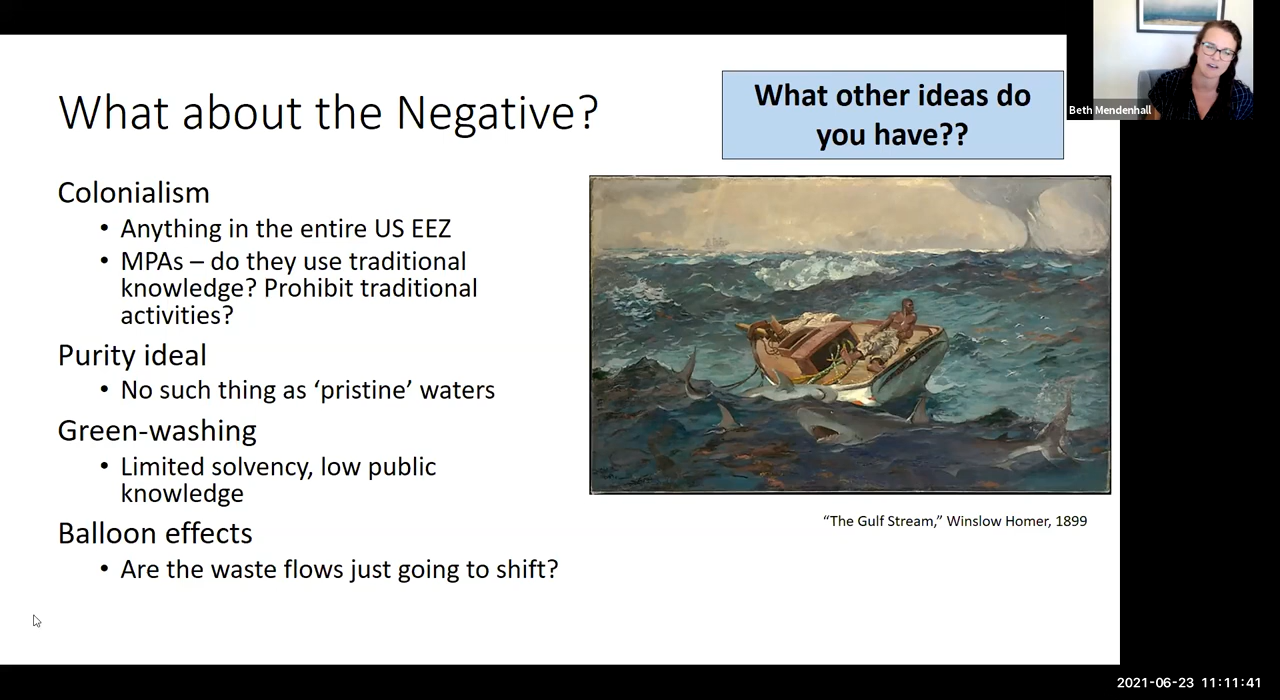 What about the Negative?
What other ideas do
you have??
Beth Mendenhall
Colonialism
• Anything in the entire US EEZ
• MPAs – do they use traditional
knowledge? Prohibit traditional
activities?
Purity ideal
• No such thing as ‘pristine’ waters
Green-washing
• Limited solvency, low public
knowledge
Balloon effects
• Are the waste flows just going to shift?
“The Gulf Stream,” Winslow Homer, 1899
2021-06-23 11:11:41